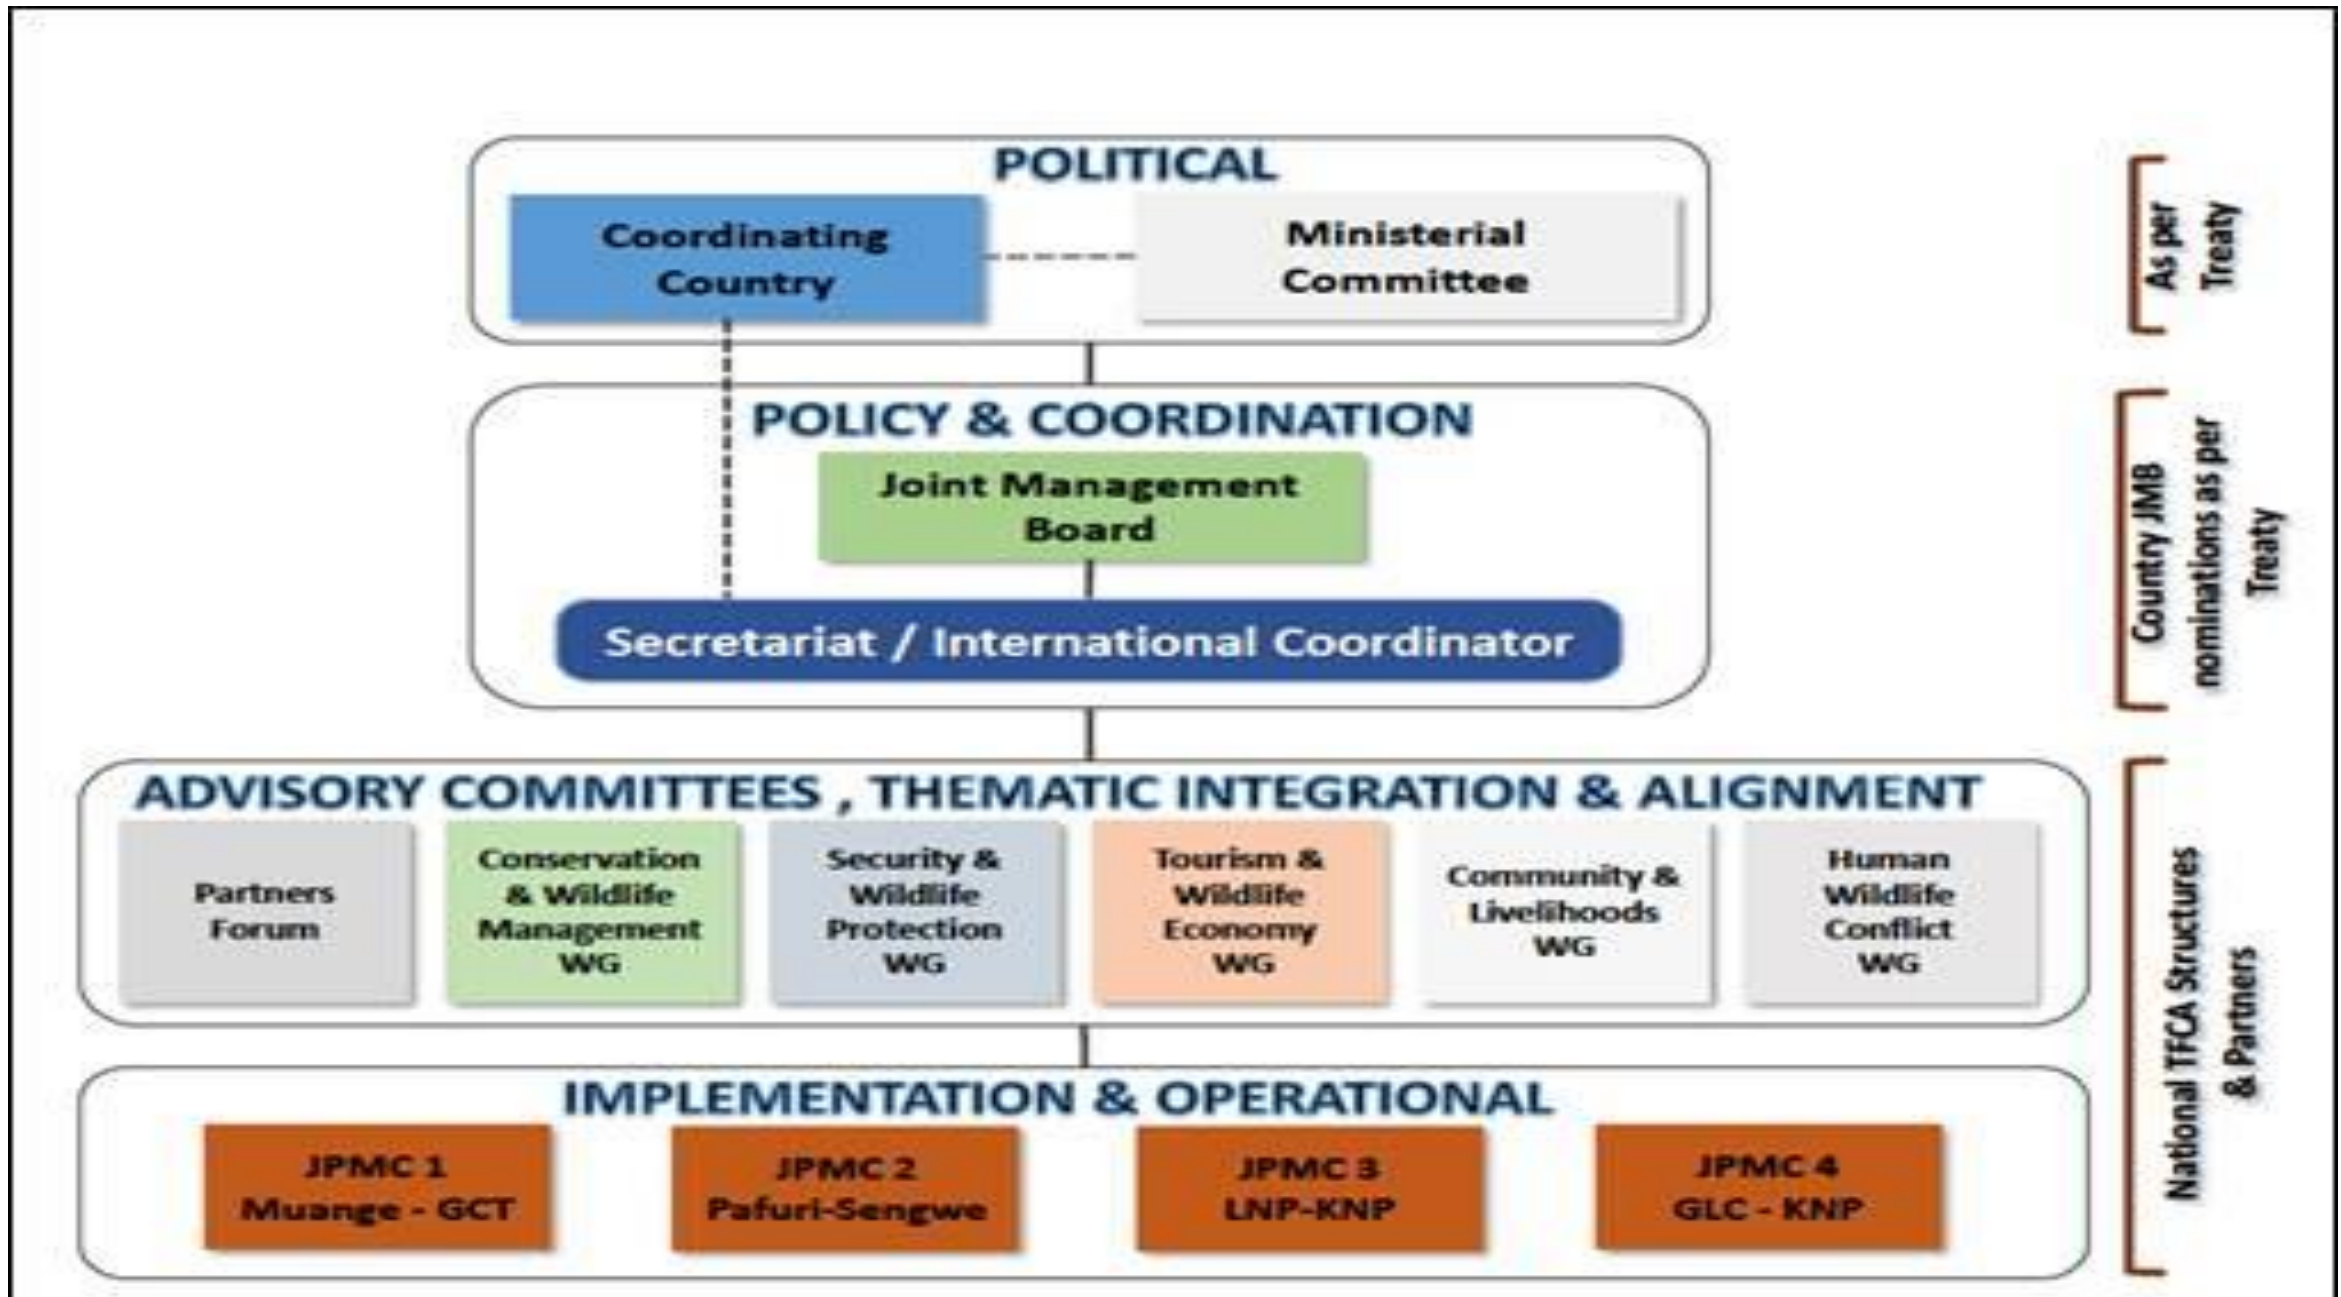 POLITICAL
Coordinating
Country
Ministerial
Committee
As per
Treaty
POLICY & COORDINATION
Joint Management
Board
Secretariat / International Coordinator
Country JMB
nominations as per
Treaty
ADVISORY COMMITTEES , THEMATIC INTEGRATION & ALIGNMENT
Partners
Forum
Conservation
& Wildlife
Management
WG
Security &
Wildlife
Protection
WG
Tourism &
Wildlife
Economy
WG
Community &
Livelihoods
WG
Human
Wildlife
Conflict
WG
IMPLEMENTATION & OPERATIONAL
JPMC 1
Muange - GCT
JPMC 2
Pafuri-Sengwe
JPMC 3
LNP-KNP
JPMC 4
GLC - KNP
National TFCA Structures
& Partners